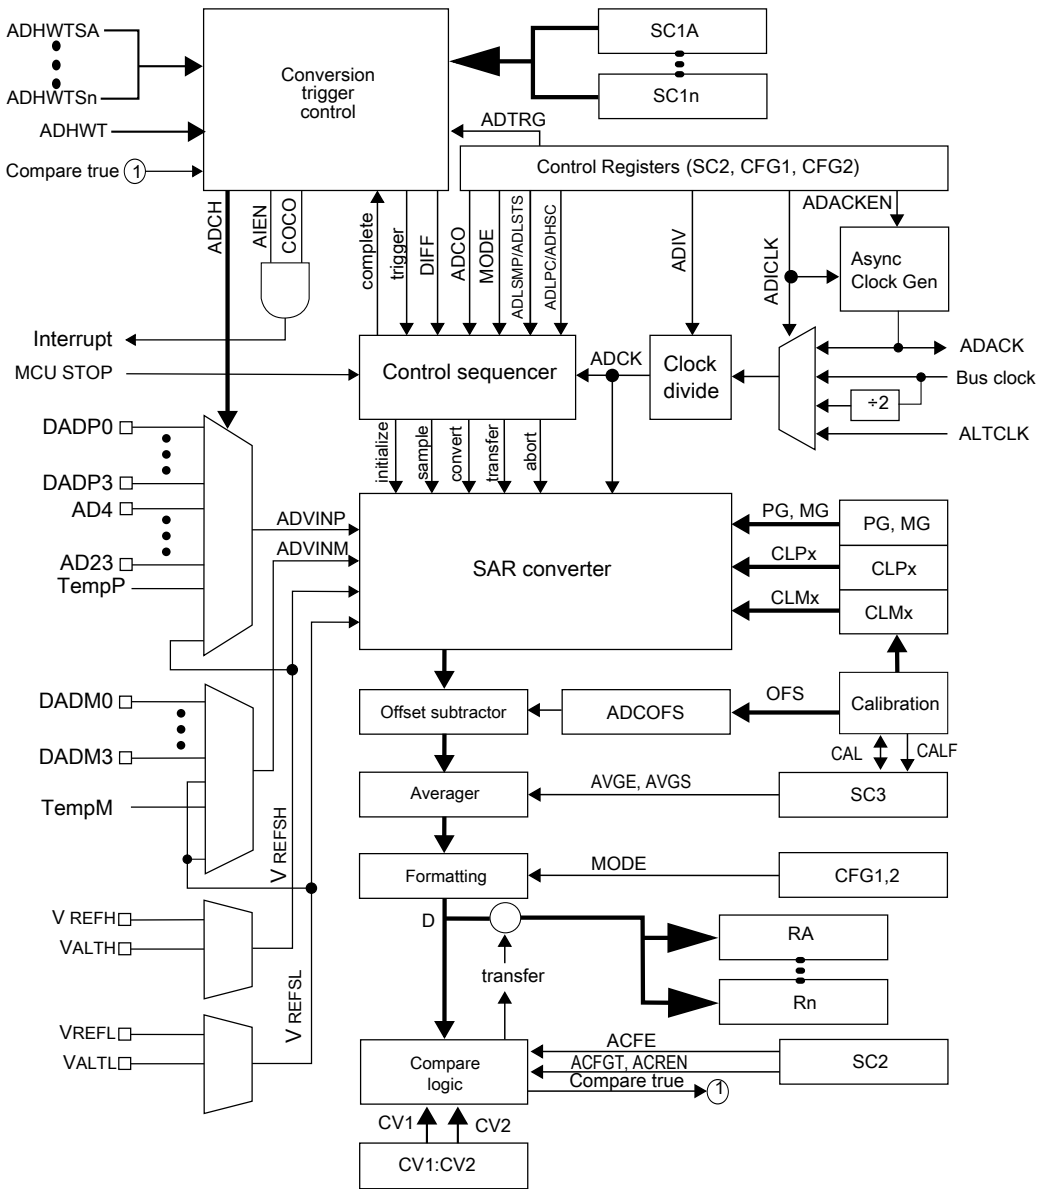 ADHWTSA
ADHWTSn
ADHWT
Compare true 1
Conversion
trigger
control
SC1A
SC1n
ADTRG
Control Registers (SC2, CFG1, CFG2)
ADCH
AIEN
COCO
complete
trigger
DIFF
ADCO
MODE
ADLSMP/ADLSTS
ADLPC/ADHSC
ADIV
ADICLK
ADACKEN
Async
Clock Gen
Interrupt
MCU STOP
Control sequencer
ADCK
Clock
divide
ADACK
Bus clock
÷2
ALTCLK
initialize
sample
convert
transfer
abort
DADP0
DADP3
AD4
AD23
TempP
ADVINP
ADVINM
SAR converter
PG, MG
PG, MG
CLPx
CLPx
CLMx
CLMx
DADM0
DADM3
TempM
Offset subtractor
ADCOFS
OFS
Calibration
CAL
CALF
Averager
AVGE, AVGS
SC3
V REFSH
Formatting
MODE
CFG1,2
V REFH
VALTH
D
transfer
RA
Rn
V REFSL
VREFL
VALTL
Compare
logic
ACFE
ACFGT, ACREN
Compare true
1
SC2
CV1
CV2
CV1:CV2